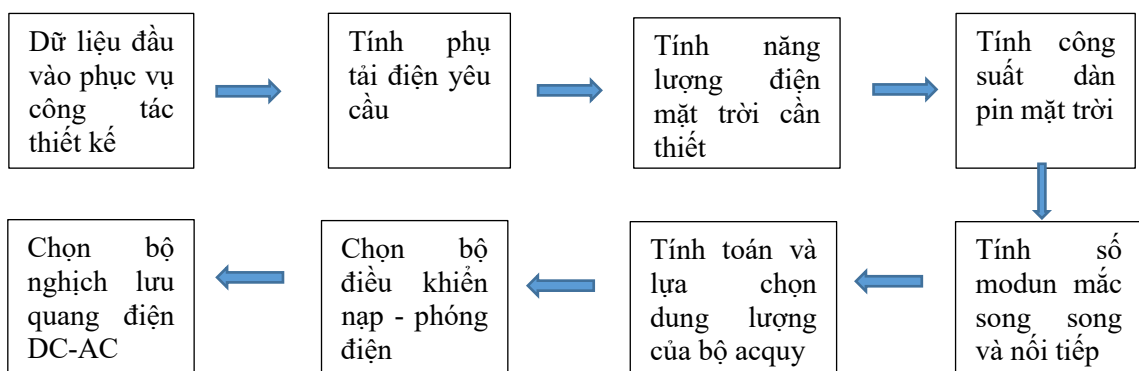 Dữ liệu đầu
vào phục vụ
công tác
thiết kế
Tính phụ
tải điện yêu
cầu
Tính năng
lượng điện
mặt trời cần
thiết
Tính công
suất dàn
pin mặt trời
Tính số
modun mắc
song song
và nối tiếp
Tính toán và
lựa chọn
dung lượng
của bộ acquy
Chọn bộ
điều khiển
nạp - phóng
điện
Chọn bộ
nghịch lưu
quang điện
DC-AC